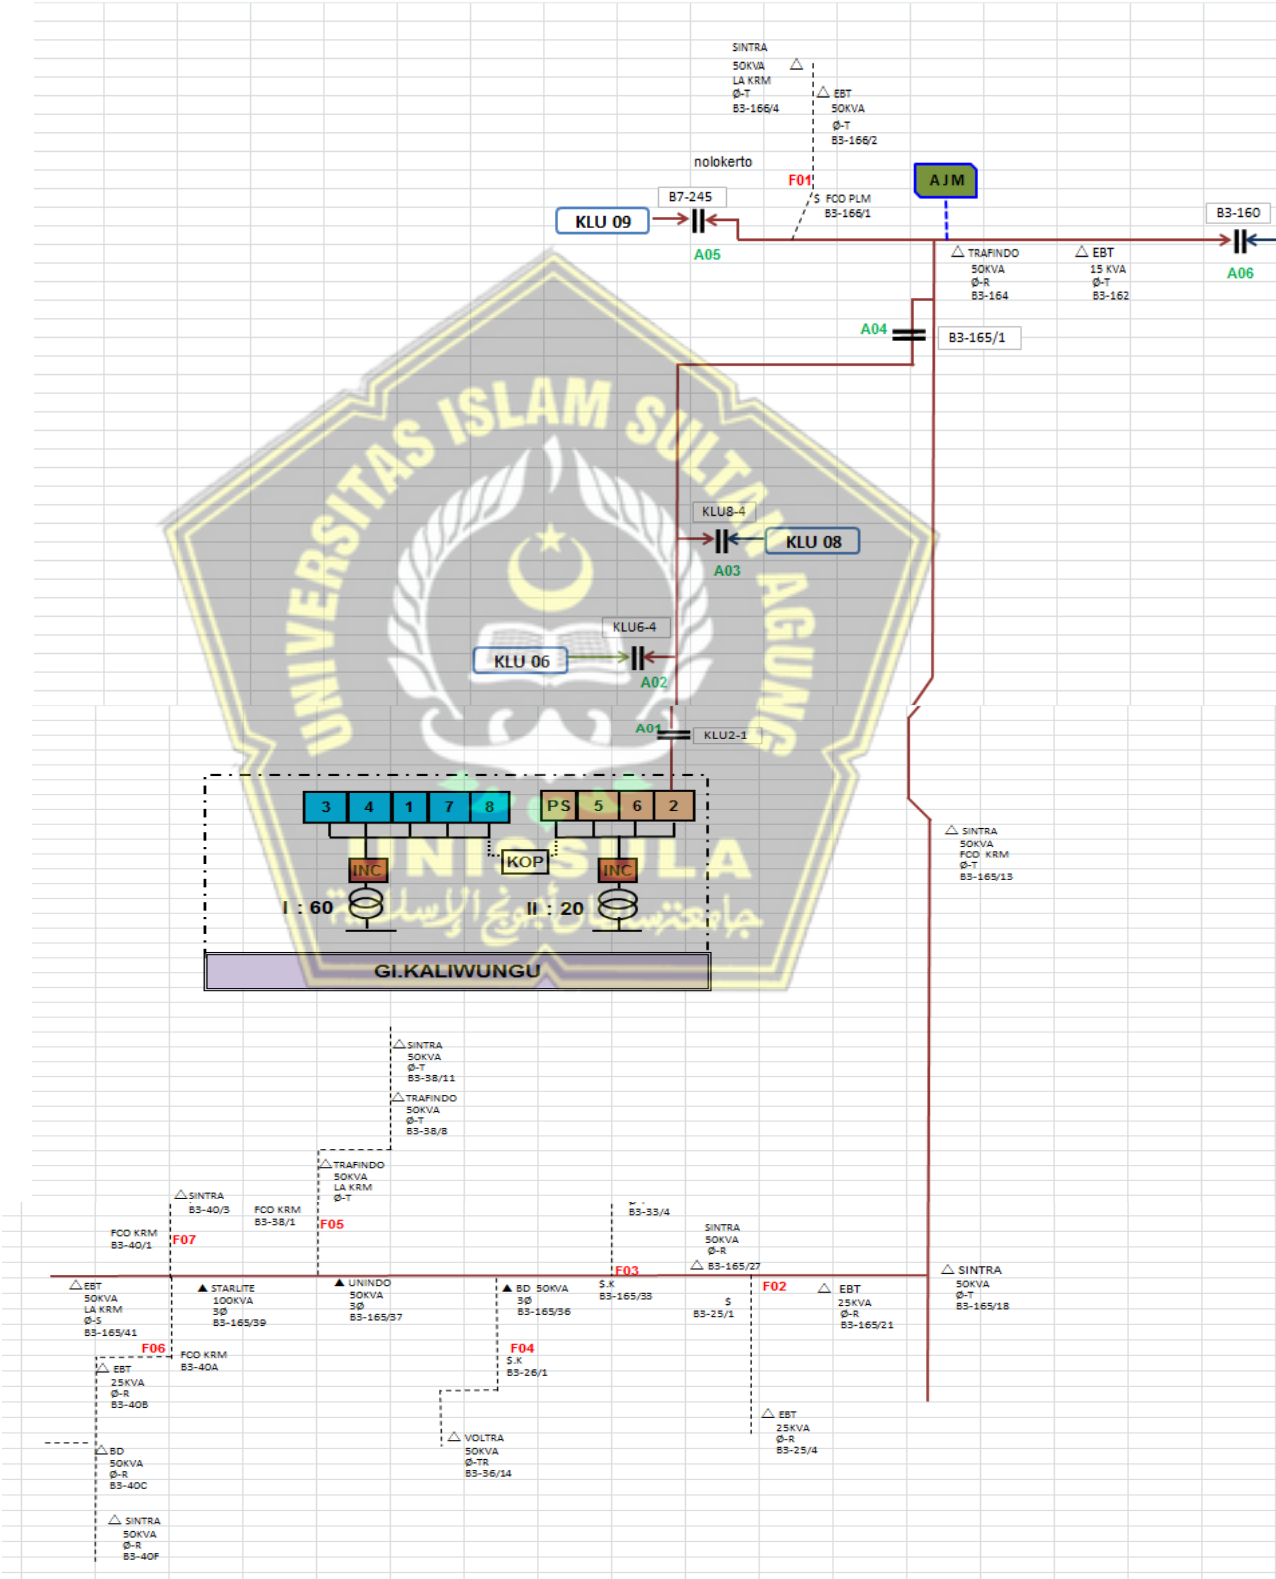 SINTRA
50KVA
LA KRM
Ø-T
B3-166/4
EBT
50KVA
Ø-T
B3-166/2
nolokerto
F01
S FCO PLM
B3-166/1
AJM
B7-245
KLU 09
A05
B3-160
A06
TRAFINDO
50KVA
Ø-R
B3-164
EBT
15 KVA
Ø-T
B3-162
A04
B3-165/1
UNIVERSITAS ISLAM SULTAN AGUNG
KLU8-4
KLU 08
A03
KLU6-4
KLU 06
A02
A01
KLU2-1
3 4 1 7 8
PS 5 6 2
KOP
INC
INC
UNISSULA
I : 60
II : 20
جامعتنسلطان أجونج الإسلامية
GI.KALIWUNGU
SINTRA
50KVA
FCO KRM
Ø-T
B3-165/13
SINTRA
50KVA
Ø-T
B3-38/11
TRAFINDO
50KVA
Ø-T
B3-38/8
TRAFINDO
50KVA
LA KRM
Ø-T
SINTRA
B3-40/3
FCO KRM
B3-38/1
F05
FCO KRM
B3-40/1
F07
B3-33/4
F03
S.K
B3-165/33
SINTRA
50KVA
Ø-R
B3-165/27
F02
S
B3-25/1
EBT
25KVA
Ø-R
B3-165/21
SINTRA
50KVA
Ø-T
B3-165/18
EBT
50KVA
LA KRM
Ø-S
B3-165/41
STARLITE
100KVA
3Ø
B3-165/39
UNINDO
50KVA
3Ø
B3-165/37
BD 50KVA
3Ø
B3-165/36
F06
FCO KRM
B3-40A
F04
S.K
B3-26/1
EBT
25KVA
Ø-R
B3-40B
BD
50KVA
Ø-R
B3-40C
SINTRA
50KVA
Ø-R
B3-40F
VOLTRA
50KVA
Ø-TR
B3-36/14
EBT
25KVA
Ø-R
B3-25/4